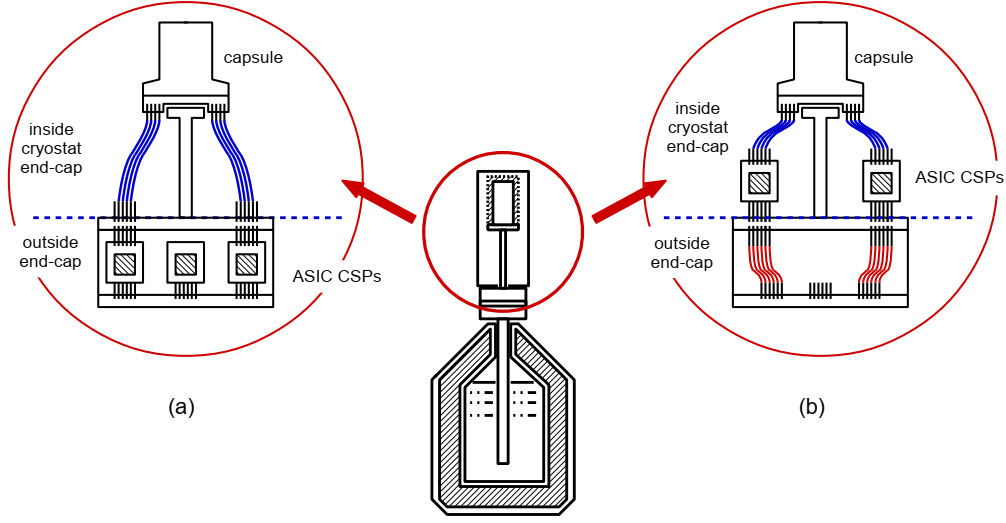 capsule
inside
cryostat
end-cap
outside
end-cap
ASIC CSPs
(a)
capsule
inside
cryostat
end-cap
ASIC CSPs
outside
end-cap
(b)